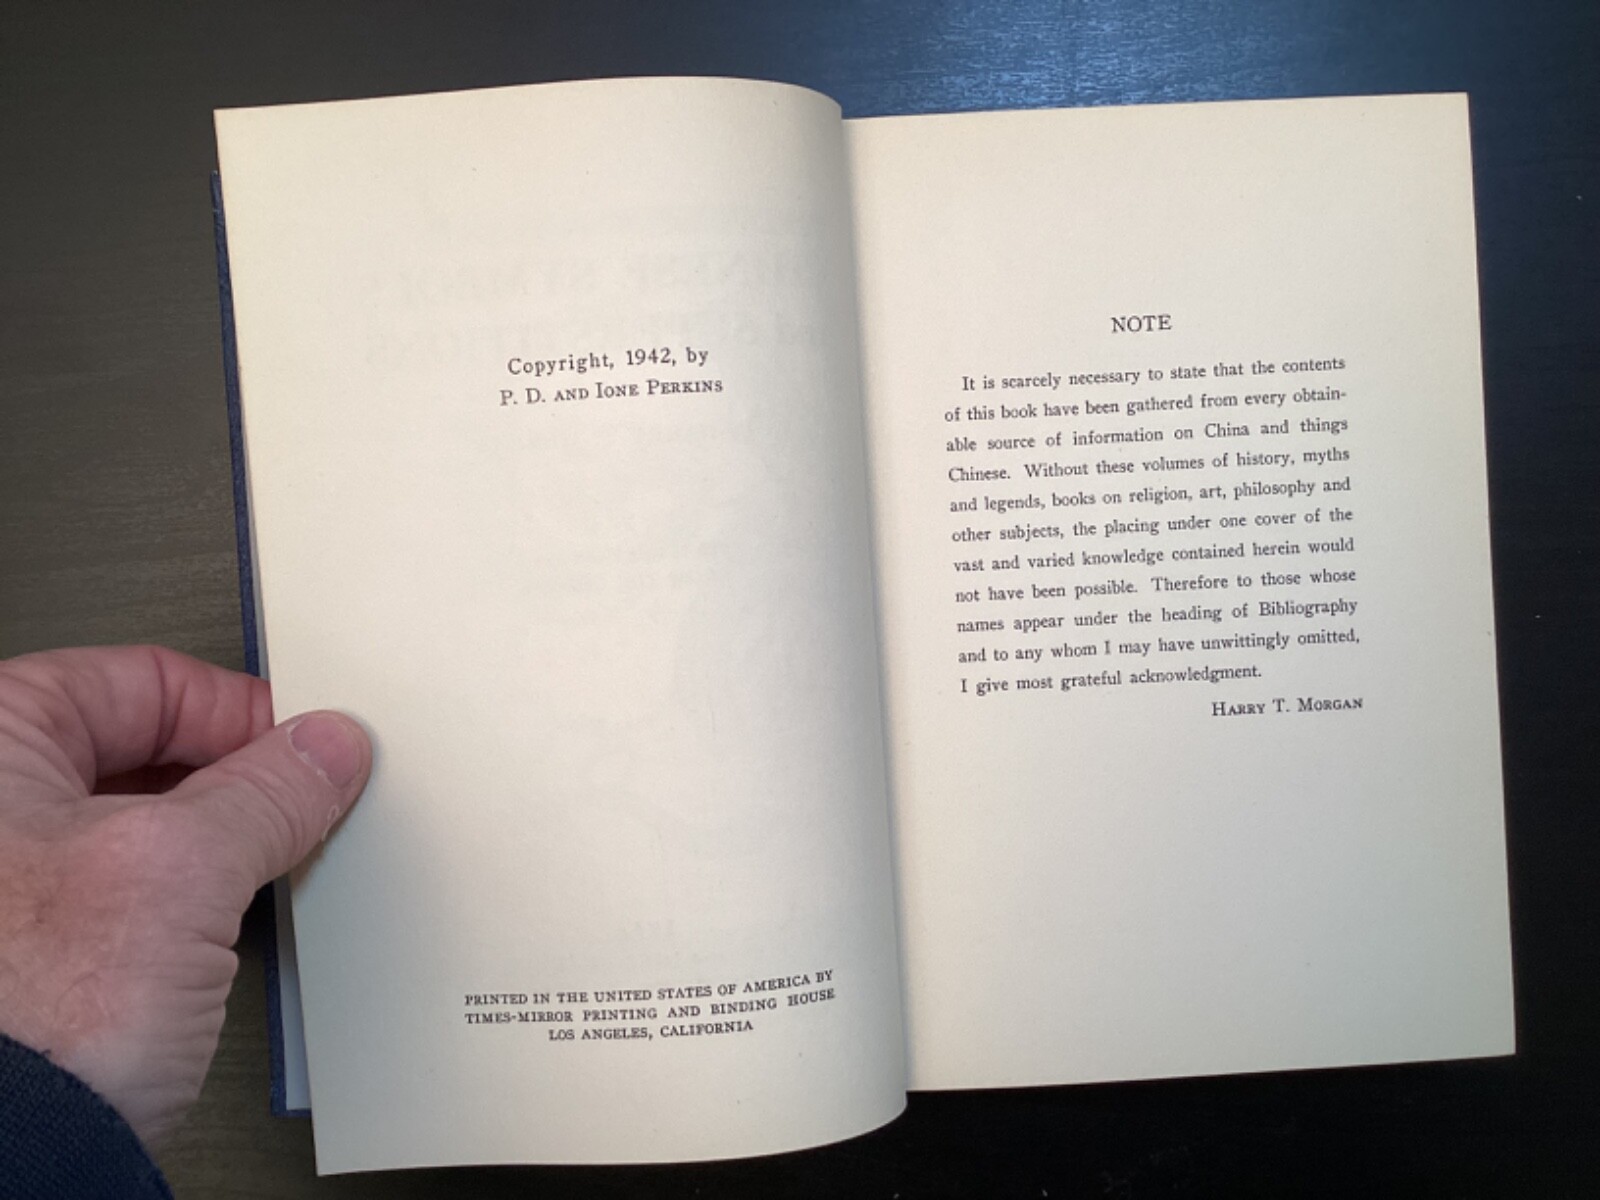 Copyright, 1942, by
P. D. AND IONE PERKINS
PRINTED IN THE UNITED STATES OF AMERICA BY
TIMES-MIRROR PRINTING AND BINDING HOUSE
LOS ANGELES, CALIFORNIA
NOTE
It is scarcely necessary to state that the contents
of this book have been gathered from every obtain-
able source of information on China and things
Chinese. Without these volumes of history, myths
and legends, books on religion, art, philosophy and
other subjects, the placing under one cover of the
vast and varied knowledge contained herein would
not have been possible. Therefore to those whose
names appear under the heading of Bibliography
and to any whom I may have unwittingly omitted,
I give most grateful acknowledgment.
HARRY T. MORGAN